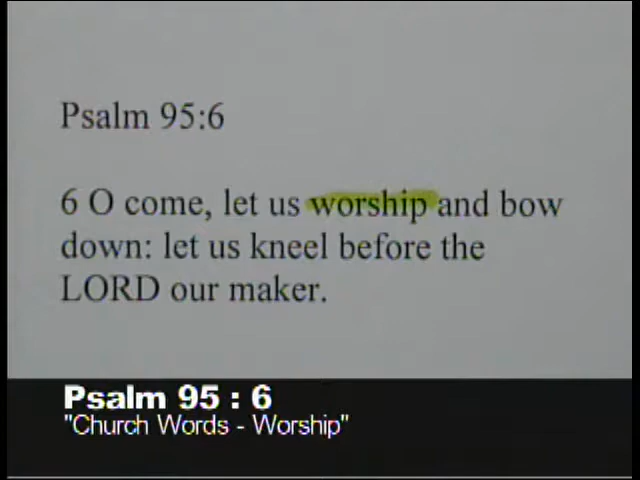 Psalm 95:6
6 O come, let us worship and bow
down: let us kneel before the
LORD our maker.
Psalm 95 : 6
"Church Words - Worship"